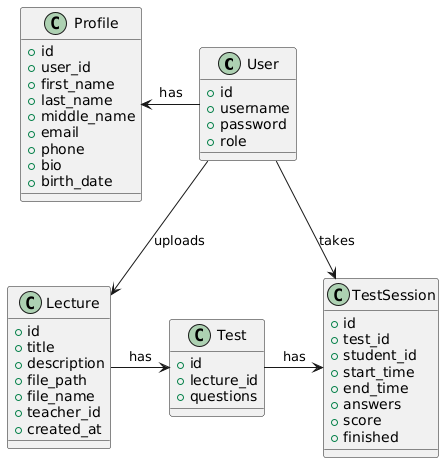 C Profile
id
user_id
first_name
last_name
middle_name
email
phone
bio
birth_date
has
C User
id
username
password
role
uploads
takes
C Lecture
id
title
description
file_path
file_name
teacher_id
created_at
has
C Test
id
lecture_id
questions
has
C TestSession
id
test_id
student_id
start_time
end_time
answers
score
finished